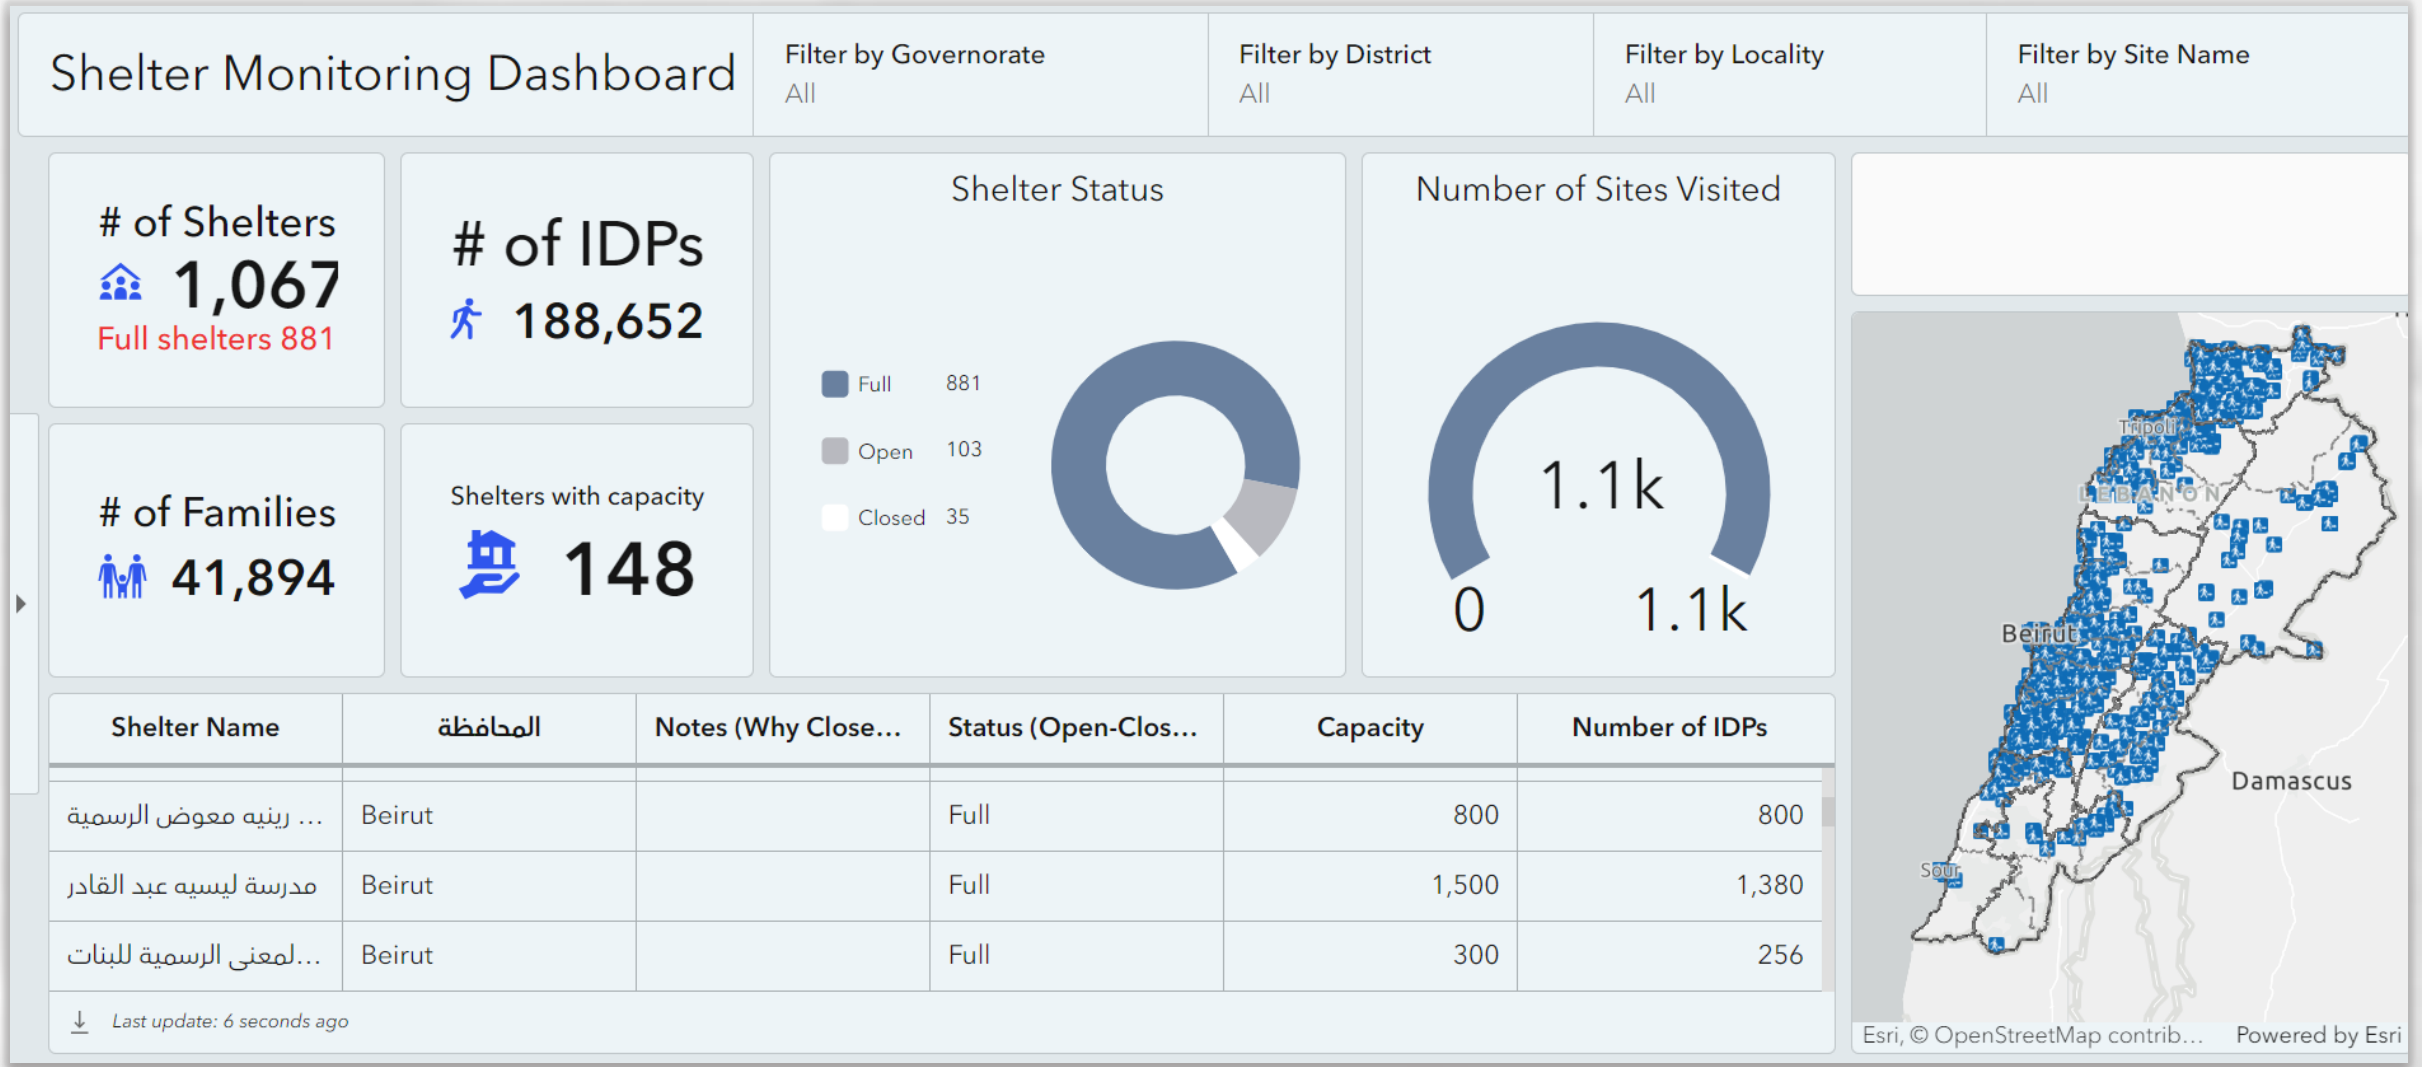 Shelter Monitoring Dashboard
Filter by Governorate
All
Filter by District
All
Filter by Locality
All
Filter by Site Name
All
# of Shelters
1,067
Full shelters 881
# of IDPs
188,652
# of Families
41,894
Shelters with capacity
148
Shelter Status
Full 881
Open 103
Closed 35
Number of Sites Visited
1.1k
0 1.1k
Shelter Name المحافظة Notes (Why Close... Status (Open-Clos... Capacity Number of IDPs
رينيه معوض الرسمية ... Beirut Full 800 800
مدرسة ليسيه عبد القادر Beirut Full 1,500 1,380
لمعنى الرسمية للبنات... Beirut Full 300 256
Last update: 6 seconds ago
Tripoli
LEBANON
Beirut
Damascus
Sour
Esri, © OpenStreetMap contrib... Powered by Esri